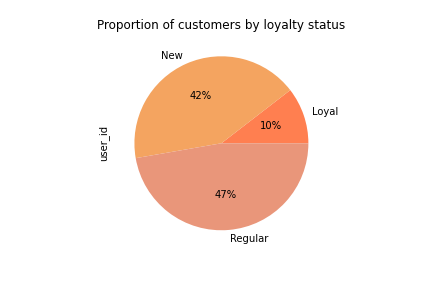 Proportion of customers by loyalty status
New
42%
Loyal
10%
user_id
47%
Regular